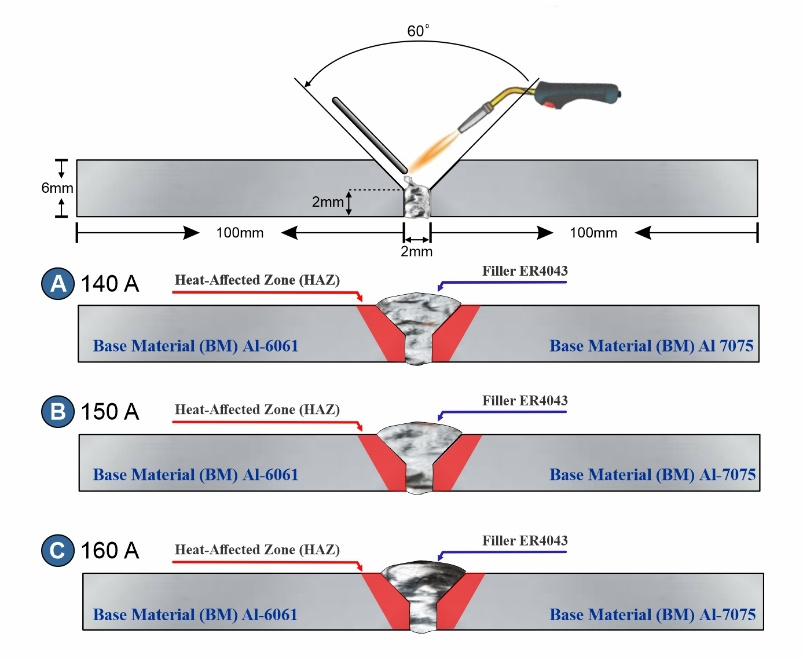 60°
6mm
2mm
100mm
100mm
2mm
A 140 A
Heat-Affected Zone (HAZ)
Filler ER4043
Base Material (BM) Al-6061
Base Material (BM) Al 7075
B 150 A
Heat-Affected Zone (HAZ)
Filler ER4043
Base Material (BM) Al-6061
Base Material (BM) Al-7075
C 160 A
Heat-Affected Zone (HAZ)
Filler ER4043
Base Material (BM) Al-6061
Base Material (BM) Al-7075